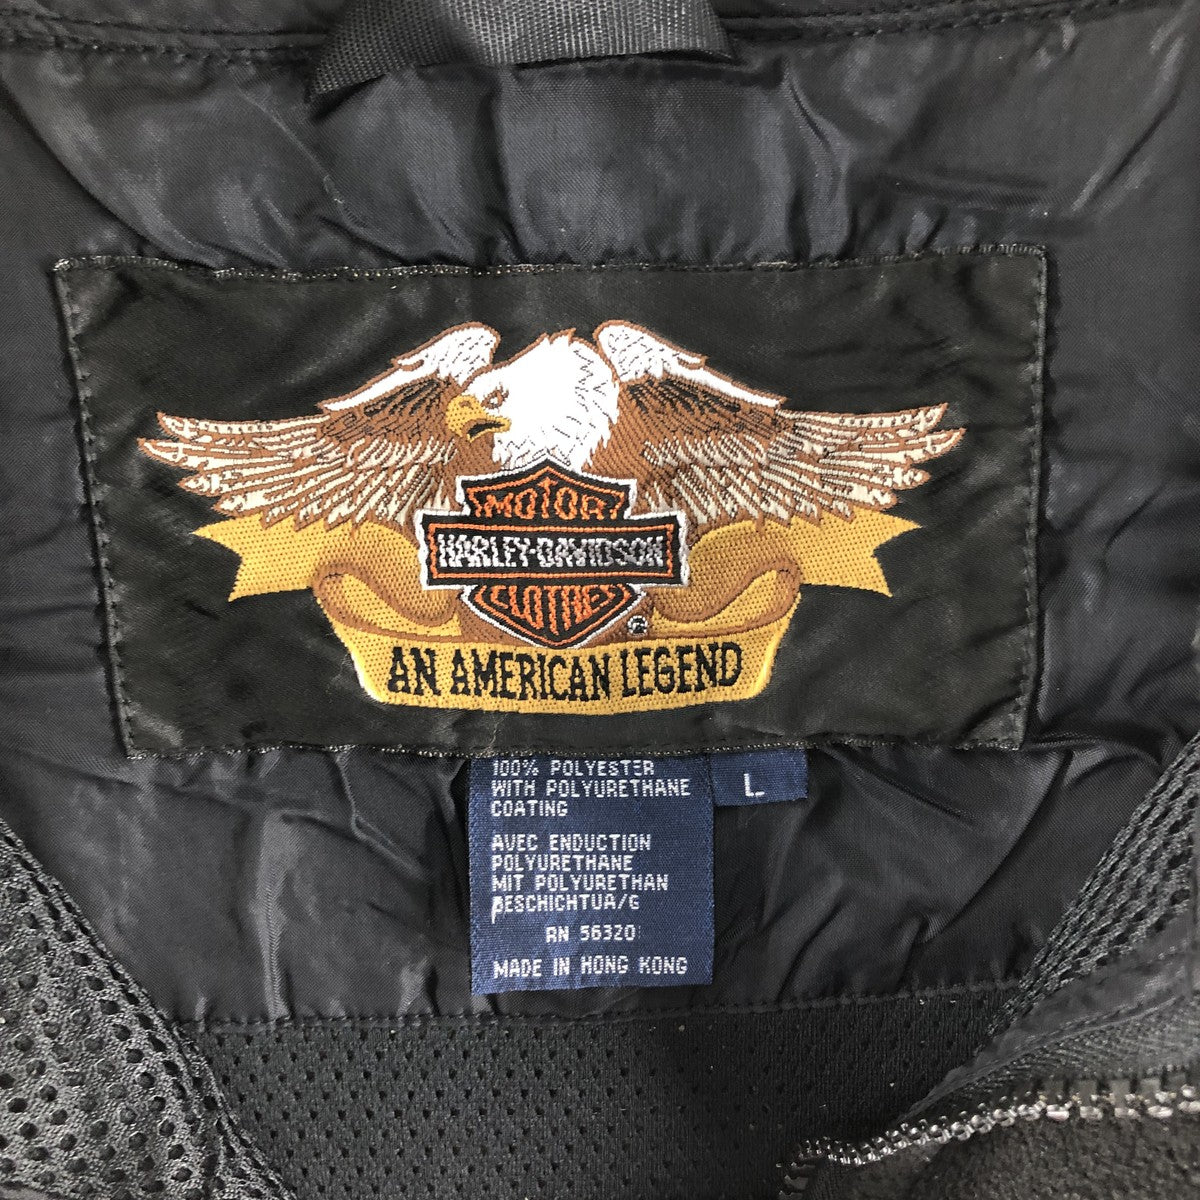 MOTOR
HARLEY-DAVIDSON
CLOTHES
®
AN AMERICAN LEGEND
100% POLYESTER
WITH POLYURETHANE
COATING
L
AVEC ENDUCTION
POLYURETHANE
MIT POLYURETHAN
βESCHICHTUA/G
RN 56320
MADE IN HONG KONG